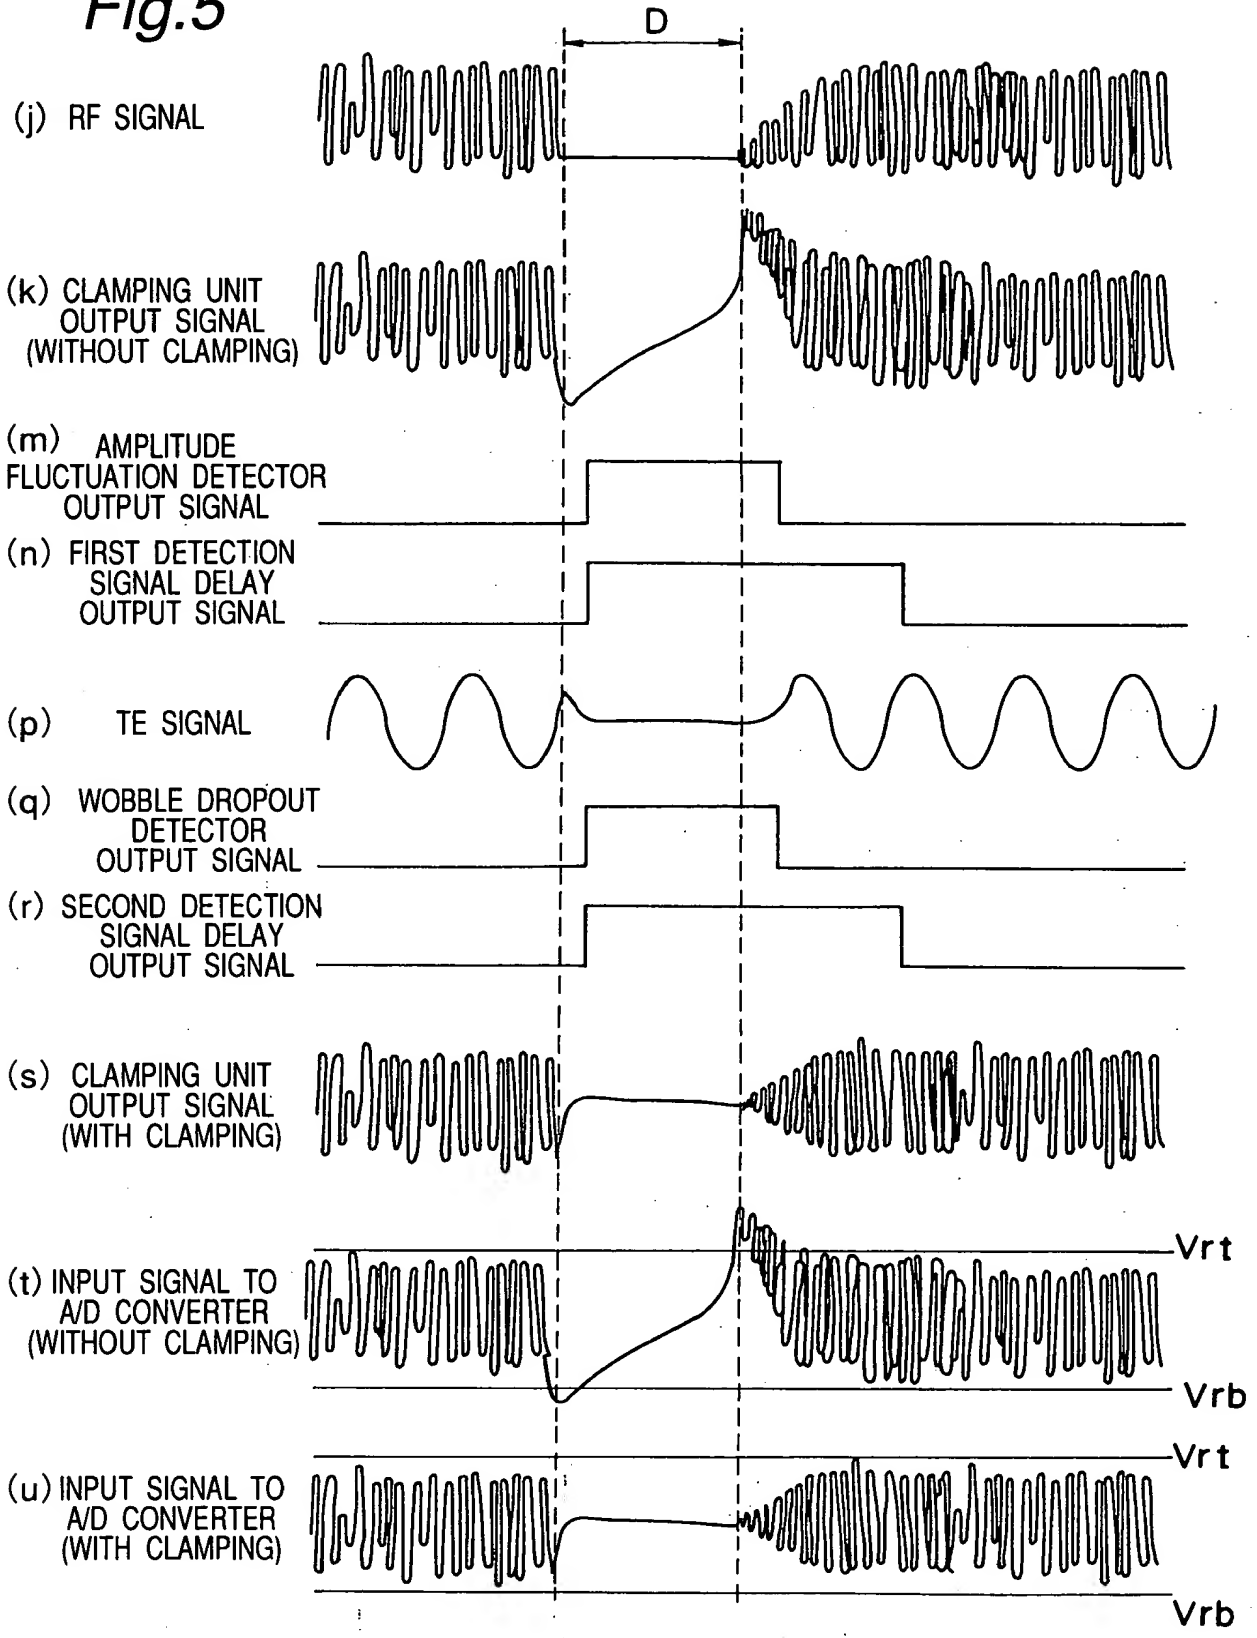 Fig.5
D
(j) RF SIGNAL
(k) CLAMPING UNIT
OUTPUT SIGNAL
(WITHOUT CLAMPING)
(m) AMPLITUDE
FLUCTUATION DETECTOR
OUTPUT SIGNAL
(n) FIRST DETECTION
SIGNAL DELAY
OUTPUT SIGNAL
(p) TE SIGNAL
(q) WOBBLE DROPOUT
DETECTOR
OUTPUT SIGNAL
(r) SECOND DETECTION
SIGNAL DELAY
OUTPUT SIGNAL
(s) CLAMPING UNIT
OUTPUT SIGNAL
(WITH CLAMPING)
Vrt
(t) INPUT SIGNAL TO
A/D CONVERTER
(WITHOUT CLAMPING)
Vrb
Vrt
(u) INPUT SIGNAL TO
A/D CONVERTER
(WITH CLAMPING)
Vrb